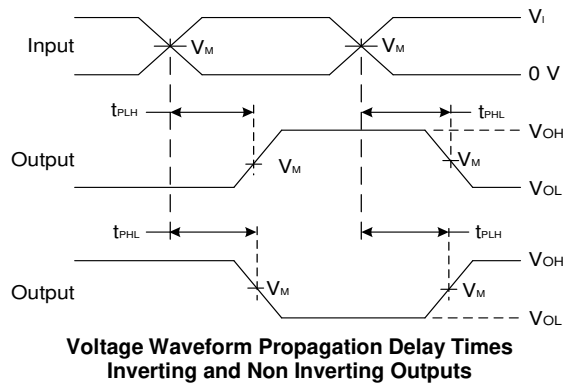 VI
Input
VM
VM
0 V
tPLH
tPHL
VOH
Output
VM
VM
VOL
tPHL
tPLH
VOH
Output
VM
VM
VOL
Voltage Waveform Propagation Delay Times
Inverting and Non Inverting Outputs